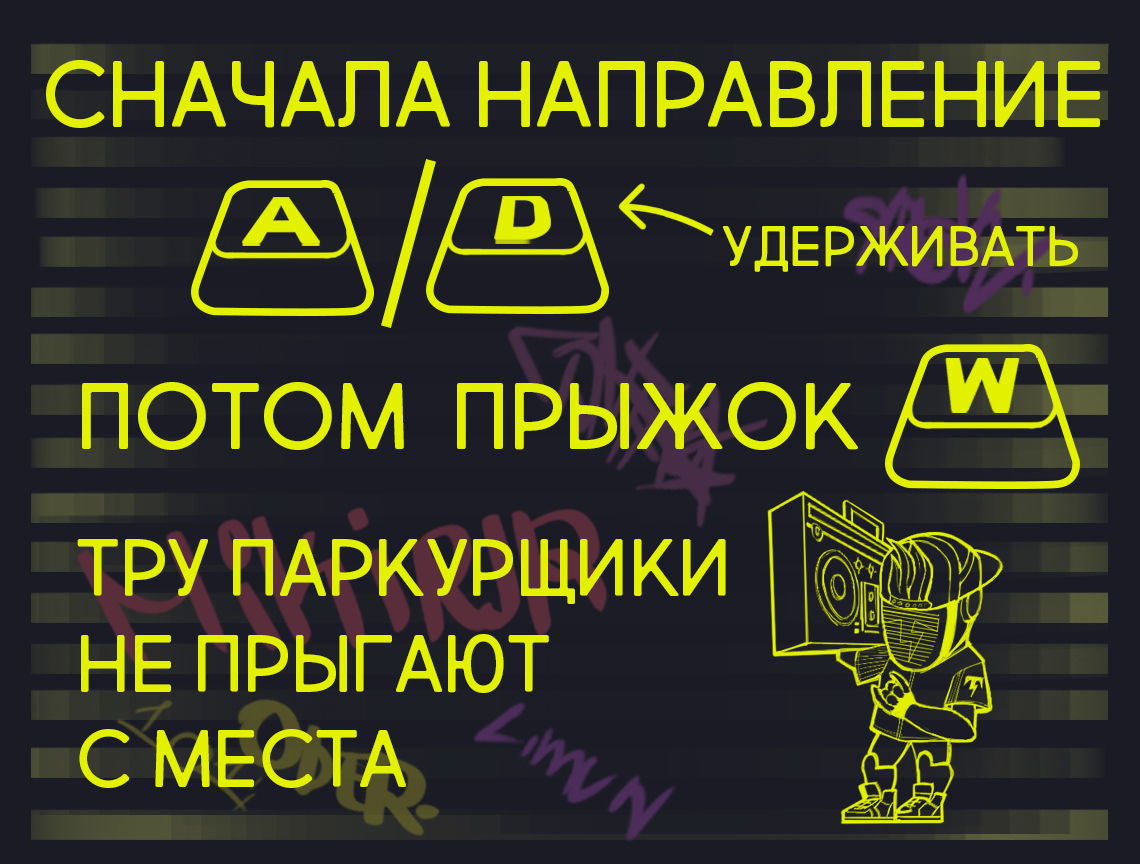 СНАЧАЛА НАПРАВЛЕНИЕ
A / D
УДЕРЖИВАТЬ
ПОТОМ ПРЫЖОК W
ТРУ ПАРКУРЩИКИ
НЕ ПРЫГАЮТ
С МЕСТА